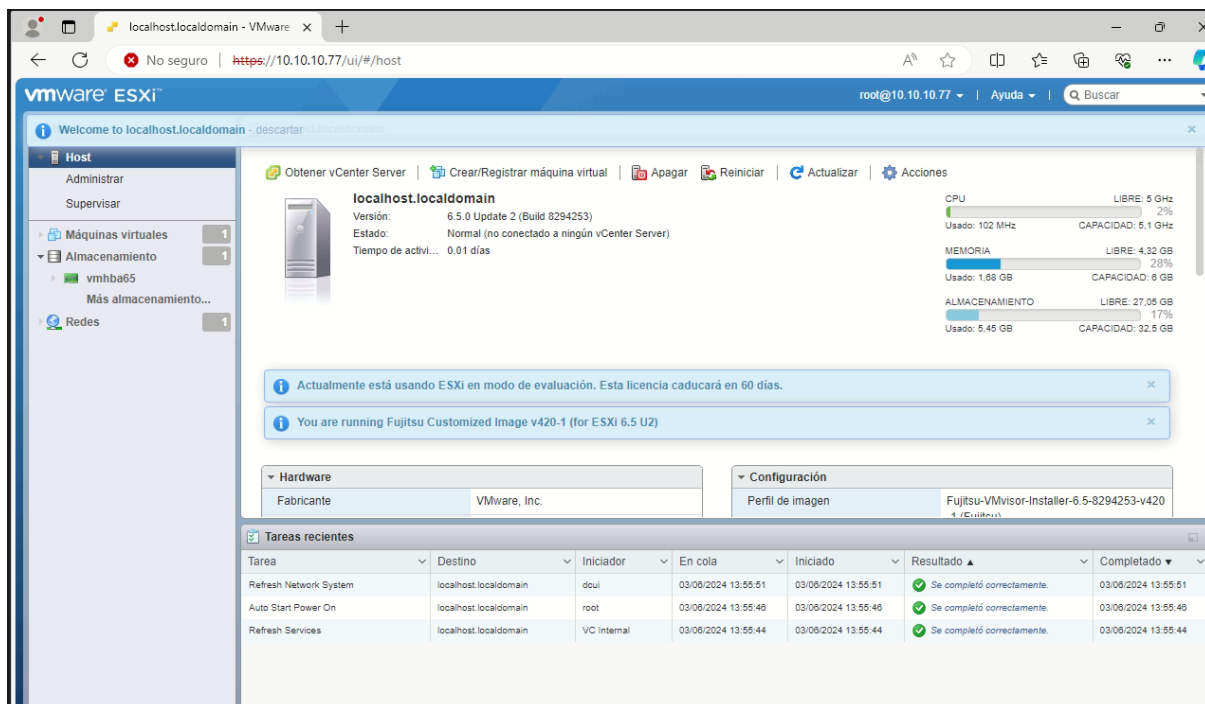 localhost.localdomain - VMware
No seguro https://10.10.10.77/ui/#/host
vmware ESXi™
root@10.10.10.77 | Ayuda | Buscar
Welcome to localhost.localdomain - descartar
Host
Administrar
Supervisar
Máquinas virtuales 1
Almacenamiento 1
vmhba65
Más almacenamiento...
Redes 1
Obtener vCenter Server | Crear/Registrar máquina virtual | Apagar Reiniciar | Actualizar | Acciones
localhost.localdomain
Versión: 6.5.0 Update 2 (Build 8294253)
Estado: Normal (no conectado a ningún vCenter Server)
Tiempo de activi... 0,01 días
CPU LIBRE: 5 GHz
2%
Usado: 102 MHz CAPACIDAD: 5,1 GHz
MEMORIA LIBRE: 4,32 GB
28%
Usado: 1,68 GB CAPACIDAD: 6 GB
ALMACENAMIENTO LIBRE: 27,05 GB
17%
Usado: 5,45 GB CAPACIDAD: 32,5 GB
Actualmente está usando ESXi en modo de evaluación. Esta licencia caducará en 60 días.
You are running Fujitsu Customized Image v420-1 (for ESXi 6.5 U2)
Hardware
Fabricante VMware, Inc.
Configuración
Perfil de imagen Fujitsu-VMvisor-Installer-6.5-8294253-v420
-1 (Fujitsu)
Tareas recientes
Tarea Destino Iniciador En cola Iniciado Resultado ▲ Completado ▼
Refresh Network System localhost.localdomain dcui 03/06/2024 13:55:51 03/06/2024 13:55:51 Se completó correctamente. 03/06/2024 13:55:51
Auto Start Power On localhost.localdomain root 03/06/2024 13:55:46 03/06/2024 13:55:46 Se completó correctamente. 03/06/2024 13:55:46
Refresh Services localhost.localdomain VC Internal 03/06/2024 13:55:44 03/06/2024 13:55:44 Se completó correctamente. 03/06/2024 13:55:44